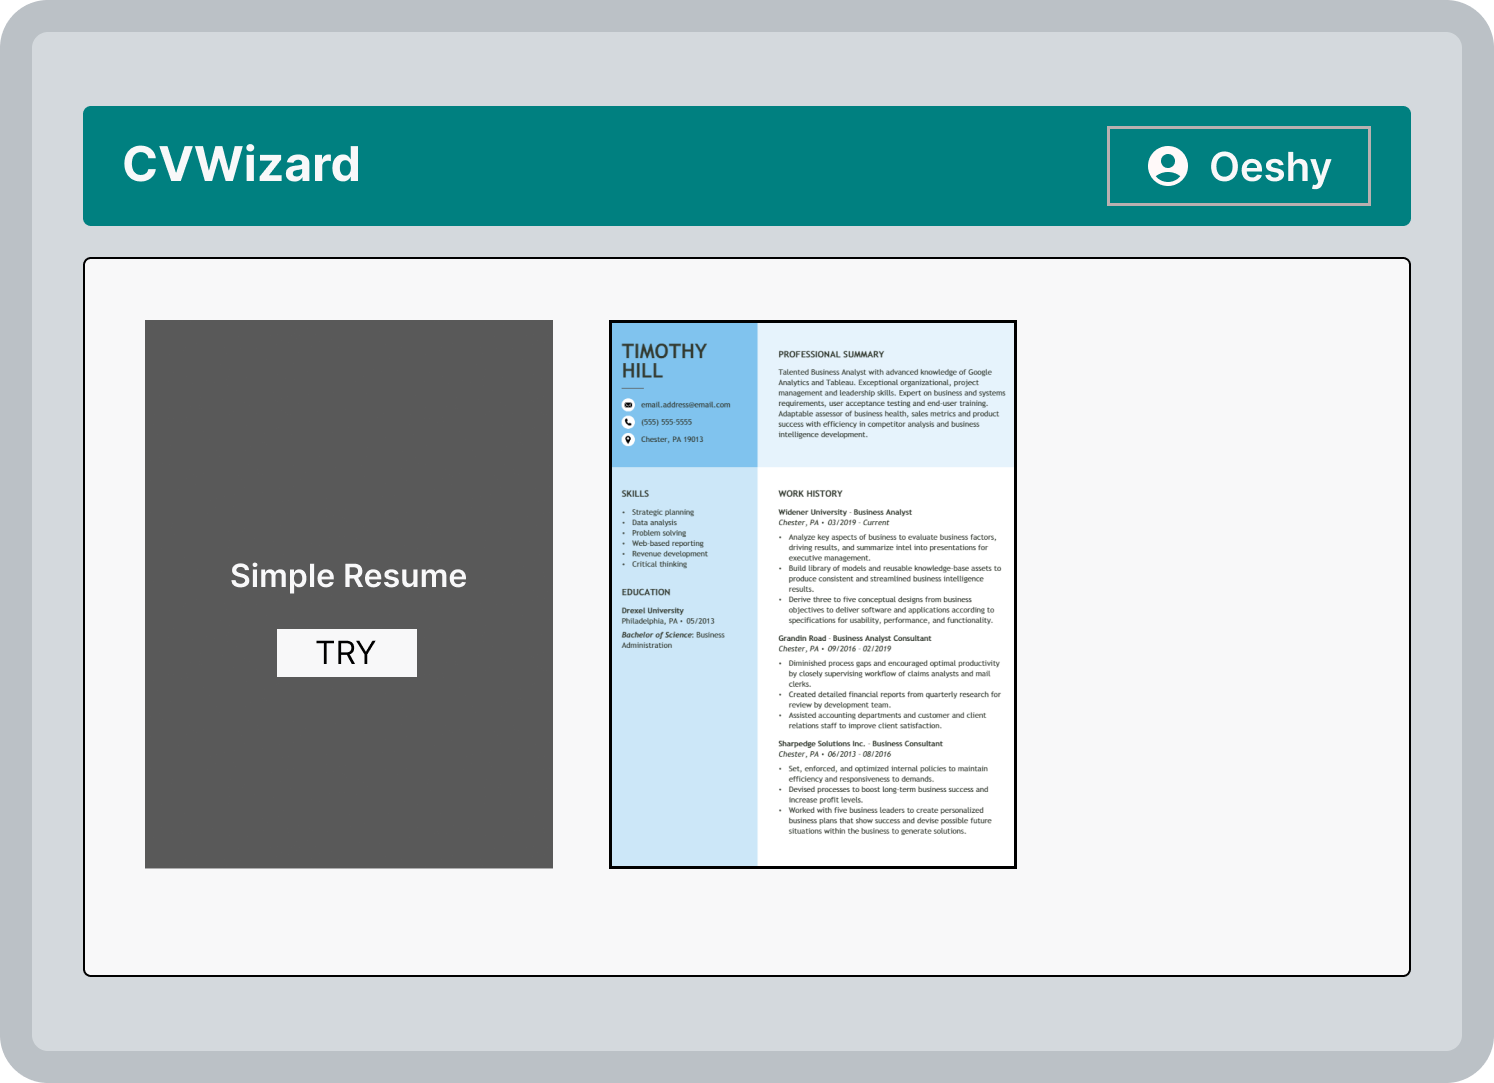 CVWizard
Oeshy
Simple Resume
TRY
TIMOTHY
HILL
email.address@email.com
(555) 555-5555
Chester, PA 19013
SKILLS
• Strategic planning
• Data analysis
• Problem solving
• Web-based reporting
• Revenue development
• Critical thinking
EDUCATION
Drexel University
Philadelphia, PA • 05/2013
Bachelor of Science: Business
Administration
PROFESSIONAL SUMMARY
Talented Business Analyst with advanced knowledge of Google
Analytics and Tableau. Exceptional organizational, project
management and leadership skills. Expert on business and systems
requirements, user acceptance testing and end-user training.
Adaptable assessor of business health, sales metrics and product
success with efficiency in competitor analysis and business
intelligence development.
WORK HISTORY
Widener University - Business Analyst
Chester, PA • 03/2019 - Current
• Analyze key aspects of business to evaluate business factors,
driving results, and summarize intel into presentations for
executive management.
• Build library of models and reusable knowledge-base assets to
produce consistent and streamlined business intelligence
results.
• Derive three to five conceptual designs from business
objectives to deliver software and applications according to
specifications for usability, performance, and functionality.
Grandin Road - Business Analyst Consultant
Chester, PA • 09/2016 - 02/2019
• Diminished process gaps and encouraged optimal productivity
by closely supervising workflow of claims analysts and mail
clerks.
• Created detailed financial reports from quarterly research for
review by development team.
• Assisted accounting departments and customer and client
relations staff to improve client satisfaction.
Sharpedge Solutions Inc. - Business Consultant
Chester, PA • 06/2013 - 08/2016
• Set, enforced, and optimized internal policies to maintain
efficiency and responsiveness to demands.
• Devised processes to boost long-term business success and
increase profit levels.
• Worked with five business leaders to create personalized
business plans that show success and devise possible future
situations within the business to generate solutions.